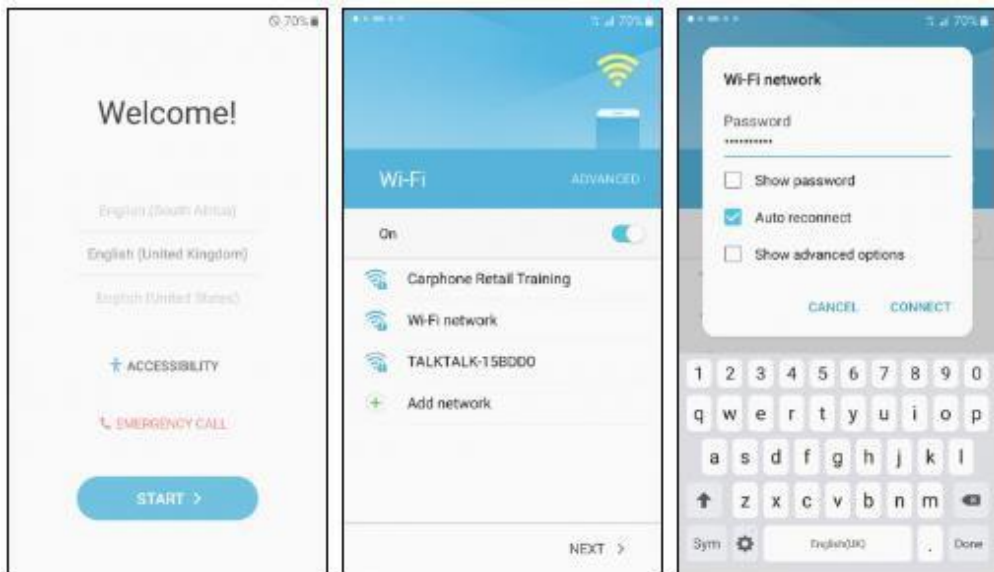 70%
Welcome!
English (South Africa)
English (United Kingdom)
English (United States)
ACCESSIBILITY
EMERGENCY CALL
START >
70%
Wi-Fi
ADVANCED
On
Carphone Retail Training
Wi-Fi network
TALKTALK-15BDD0
Add network
NEXT >
70%
Wi-Fi network
Password
••••••••••
Show password
Auto reconnect
Show advanced options
CANCEL CONNECT
1 2 3 4 5 6 7 8 9 0
q w e r t y u i o p
a s d f g h j k l
z x c v b n m
Sym English(UK) . Done